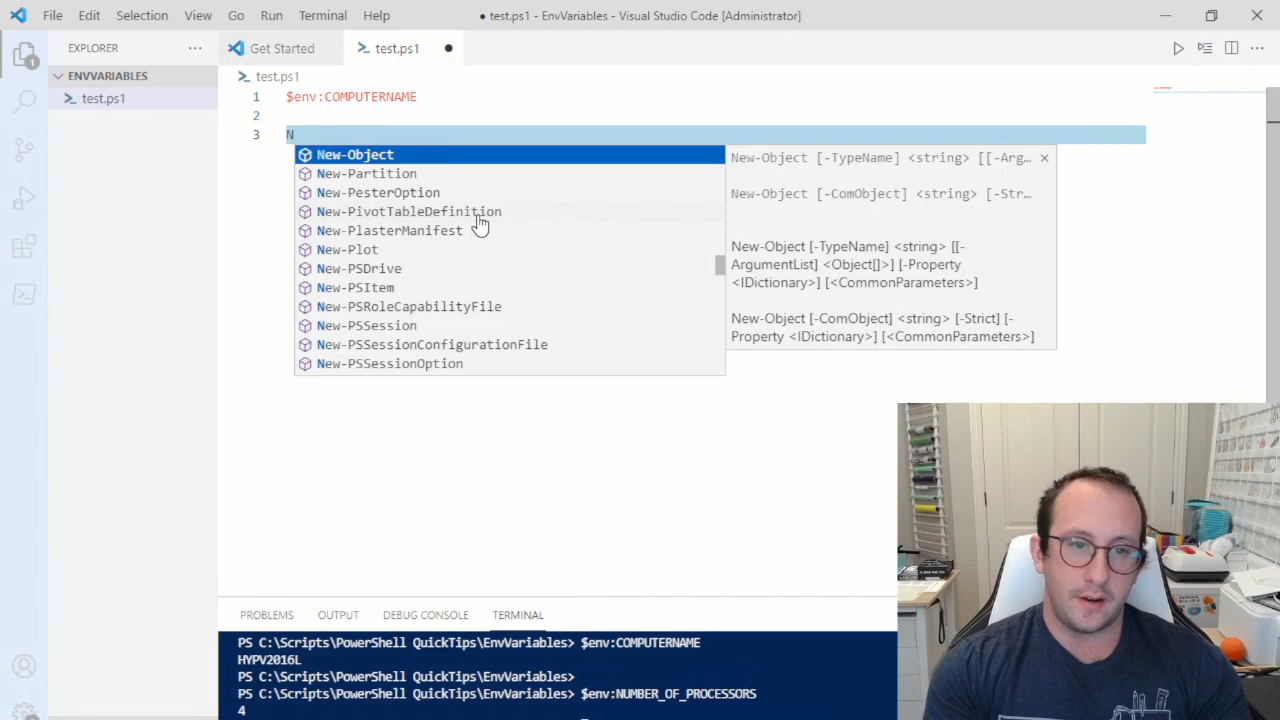 File Edit Selection View Go Run Terminal Help
● test.ps1 - EnvVariables - Visual Studio Code [Administrator]
EXPLORER ···
Get Started
test.ps1 ●
ENVVARIABLES
test.ps1
1
test.ps1
1 $env:COMPUTERNAME
2
3 N
New-Object
New-Partition
New-PesterOption
New-PivotTableDefinition
New-PlasterManifest
New-Plot
New-PSDrive
New-PSItem
New-PSRoleCapabilityFile
New-PSSession
New-PSSessionConfigurationFile
New-PSSessionOption
New-Object [-TypeName] <string> [[-Arg…
New-Object [-ComObject] <string> [-Str…
New-Object [-TypeName] <string> [[-
ArgumentList] <Object[]>] [-Property
<IDictionary>] [<CommonParameters>]
New-Object [-ComObject] <string> [-Strict] [-
Property <IDictionary>] [<CommonParameters>]
PROBLEMS OUTPUT DEBUG CONSOLE TERMINAL
PS C:\Scripts\PowerShell QuickTips\EnvVariables> $env:COMPUTERNAME
HYPV2016L
PS C:\Scripts\PowerShell QuickTips\EnvVariables>
PS C:\Scripts\PowerShell QuickTips\EnvVariables> $env:NUMBER_OF_PROCESSORS
4